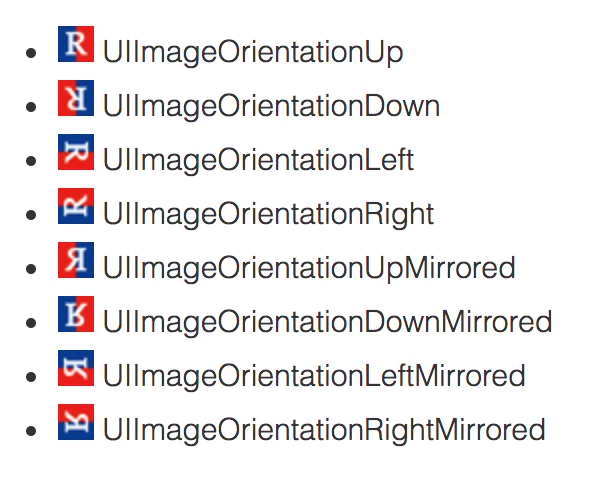 R UIImageOrientationUp
R UIImageOrientationDown
R UIImageOrientationLeft
R UIImageOrientationRight
R UIImageOrientationUpMirrored
R UIImageOrientationDownMirrored
R UIImageOrientationLeftMirrored
R UIImageOrientationRightMirrored